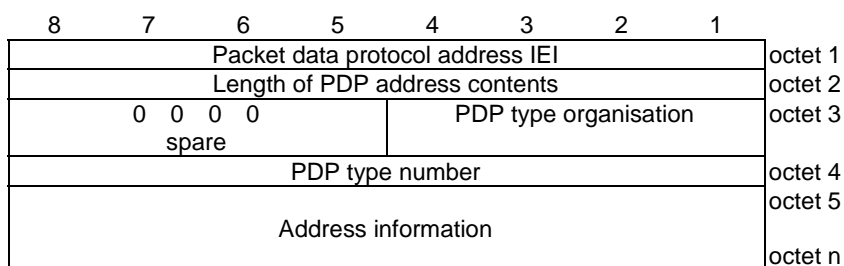 8 7 6 5 4 3 2 1
Packet data protocol address IEI octet 1
Length of PDP address contents octet 2
0 0 0 0 PDP type organisation octet 3
spare
PDP type number octet 4
octet 5
Address information
octet n